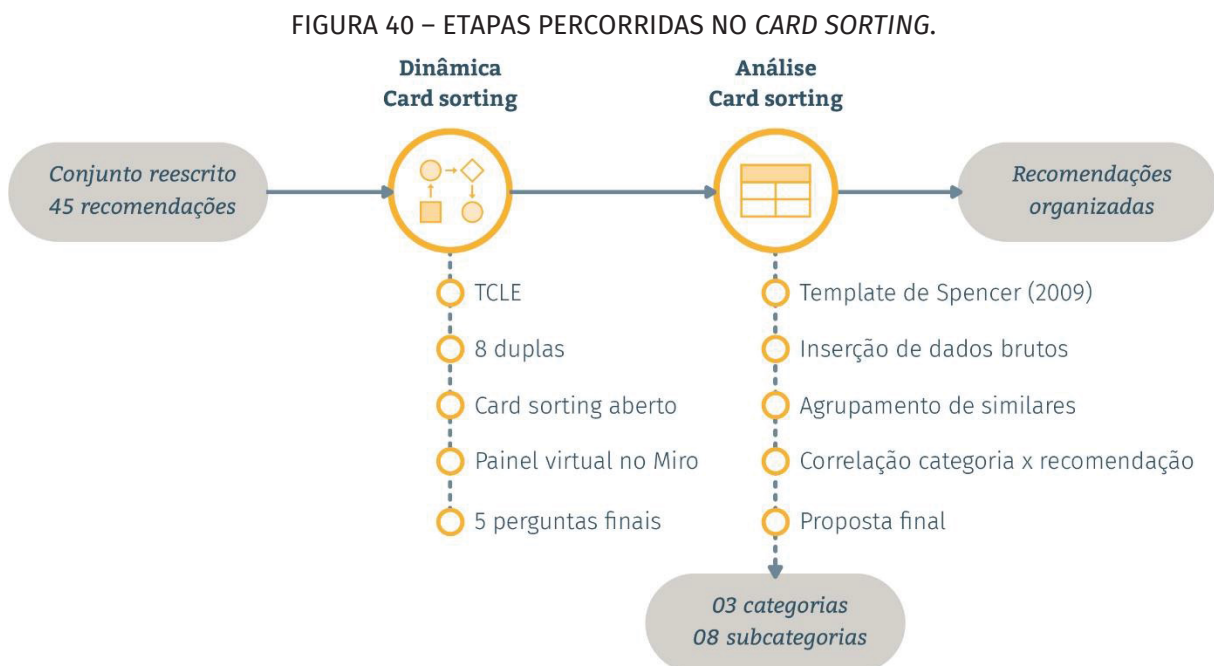 FIGURA 40 – ETAPAS PERCORRIDAS NO CARD SORTING.
Dinâmica
Card sorting
Análise
Card sorting
Conjunto reescrito
45 recomendações
Recomendações
organizadas
TCLE
8 duplas
Card sorting aberto
Painel virtual no Miro
5 perguntas finais
Template de Spencer (2009)
Inserção de dados brutos
Agrupamento de similares
Correlação categoria x recomendação
Proposta final
03 categorias
08 subcategorias